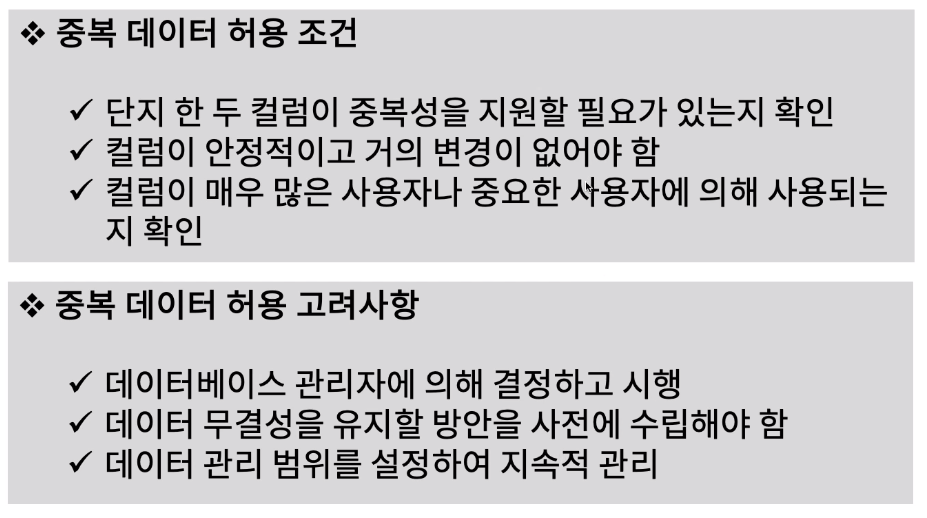 ❖ 중복 데이터 허용 조건
✓ 단지 한 두 컬럼이 중복성을 지원할 필요가 있는지 확인
✓ 컬럼이 안정적이고 거의 변경이 없어야 함
✓ 컬럼이 매우 많은 사용자나 중요한 사용자에 의해 사용되는
지 확인
❖ 중복 데이터 허용 고려사항
✓ 데이터베이스 관리자에 의해 결정하고 시행
✓ 데이터 무결성을 유지할 방안을 사전에 수립해야 함
✓ 데이터 관리 범위를 설정하여 지속적 관리